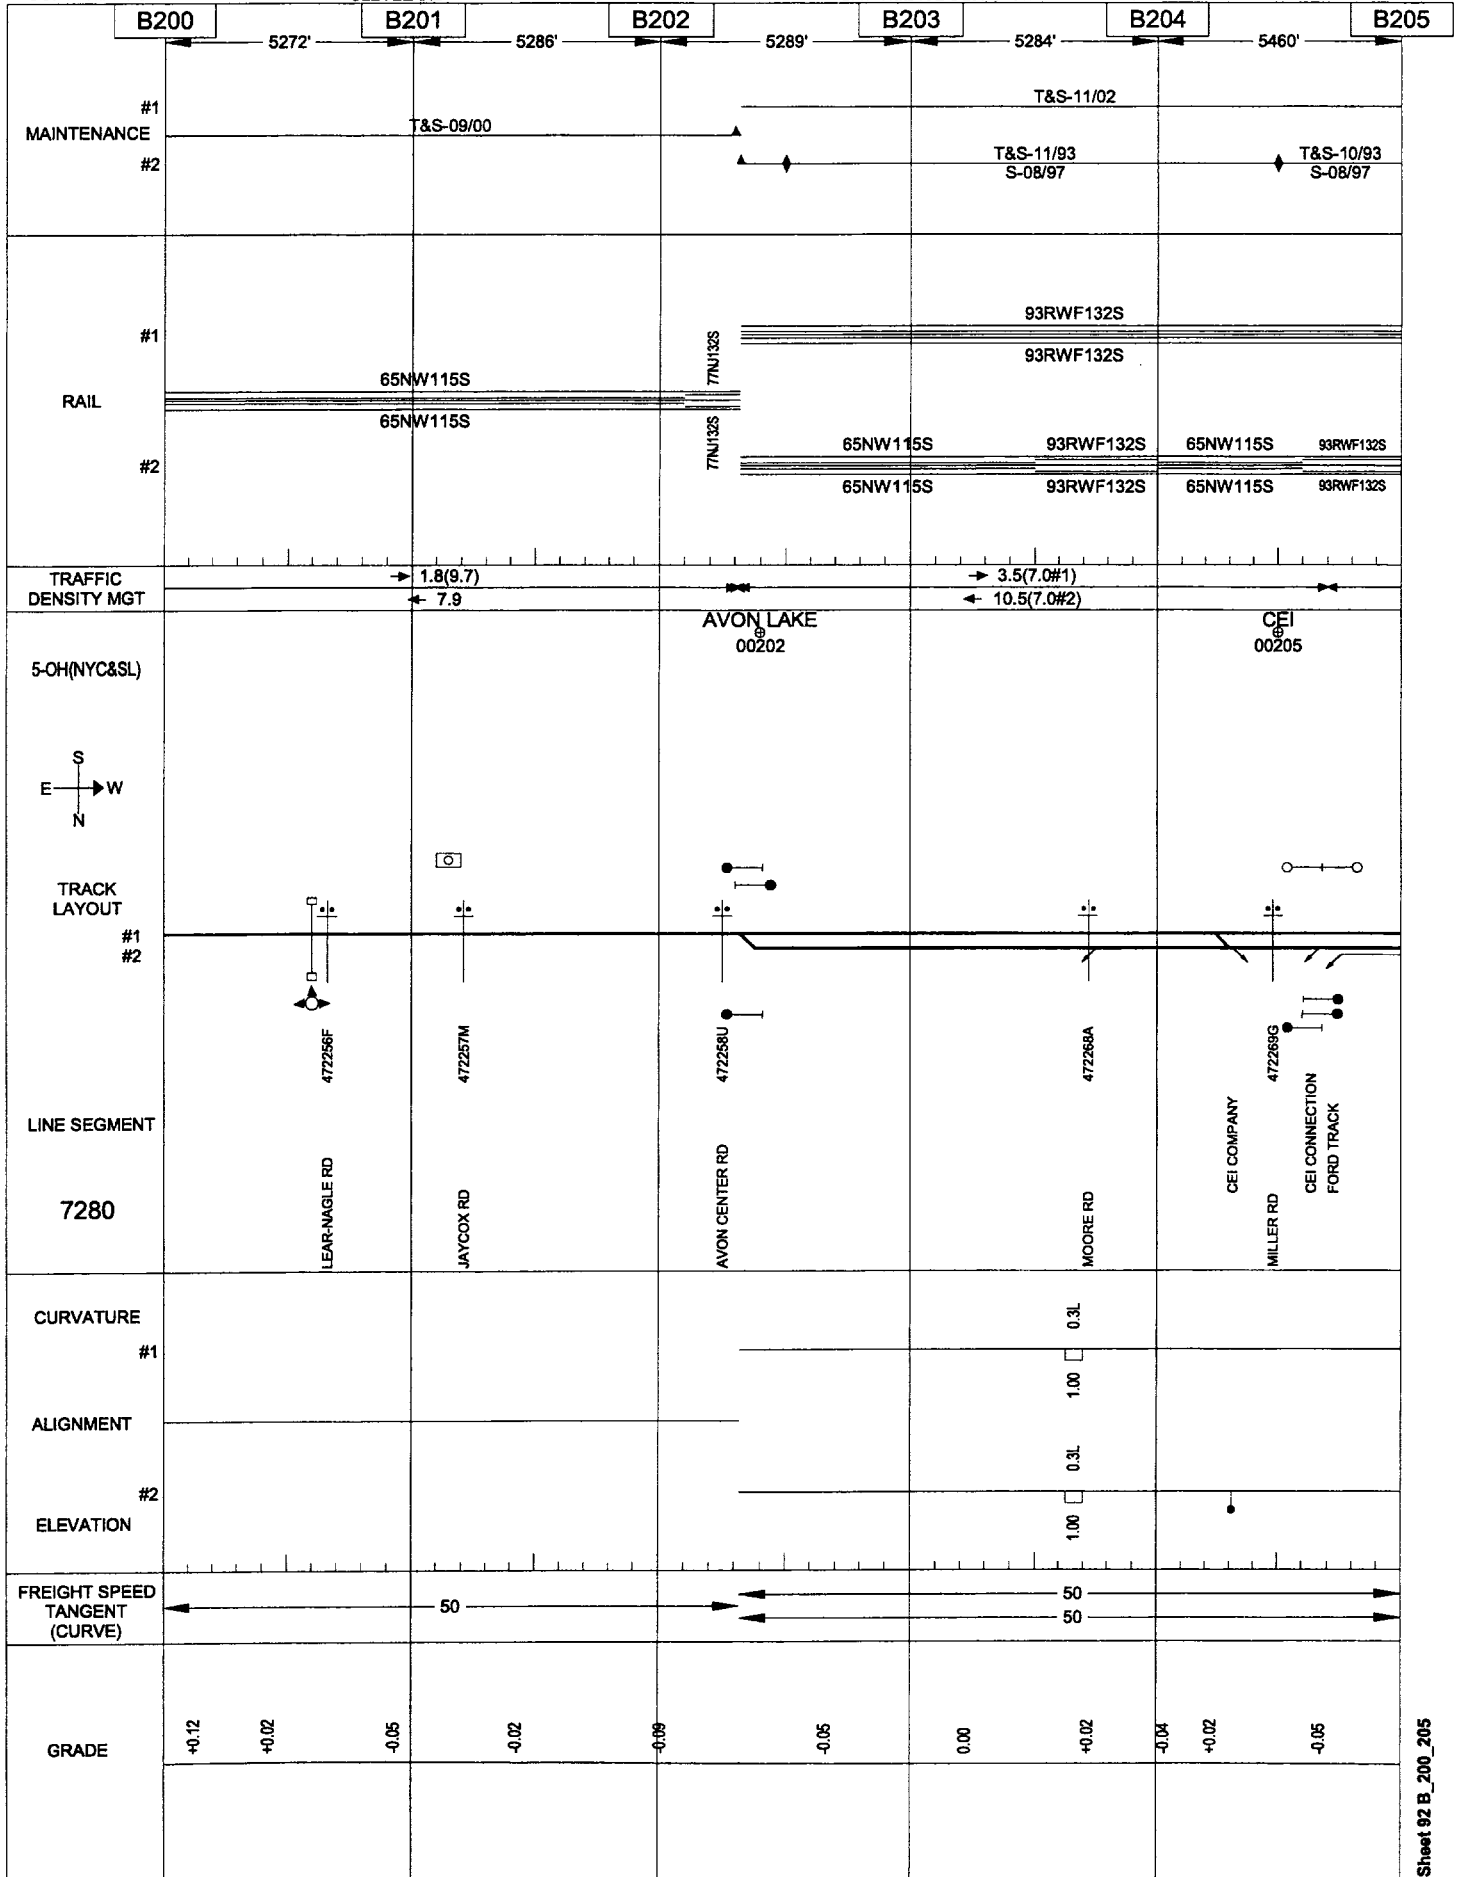 B200 B201 B202 B203 B204 B205
5272' 5286' 5289' 5284' 5460'
#1 T&S-11/02
MAINTENANCE T&S-09/00
#2 T&S-11/93 T&S-10/93
S-08/97 S-08/97
93RWF132S
#1 77NJ132S
93RWF132S
65NW115S
RAIL
65NW115S
77NJ132S
65NW115S 93RWF132S 65NW115S 93RWF132S
#2
65NW115S 93RWF132S 65NW115S 93RWF132S
TRAFFIC 1.8(9.7) 3.5(7.0#1)
DENSITY MGT 7.9 10.5(7.0#2)
AVON LAKE CEI
00202 00205
5-OH(NYC&SL)
S
E W
N
TRACK
LAYOUT
#1
#2
472256F 472257M 472258U 472268A 472269G
LINE SEGMENT
7280
LEAR-NAGLE RD JAYCOX RD AVON CENTER RD MOORE RD CEI COMPANY MILLER RD CEI CONNECTION FORD TRACK
CURVATURE 0.3L
#1
1.00
ALIGNMENT
0.3L
#2
ELEVATION 1.00
FREIGHT SPEED 50
TANGENT 50
(CURVE) 50
GRADE +0.12 +0.02 -0.05 -0.02 -0.09 -0.05 0.00 +0.02 -0.04 +0.02 -0.05
Sheet 92 B_200_205